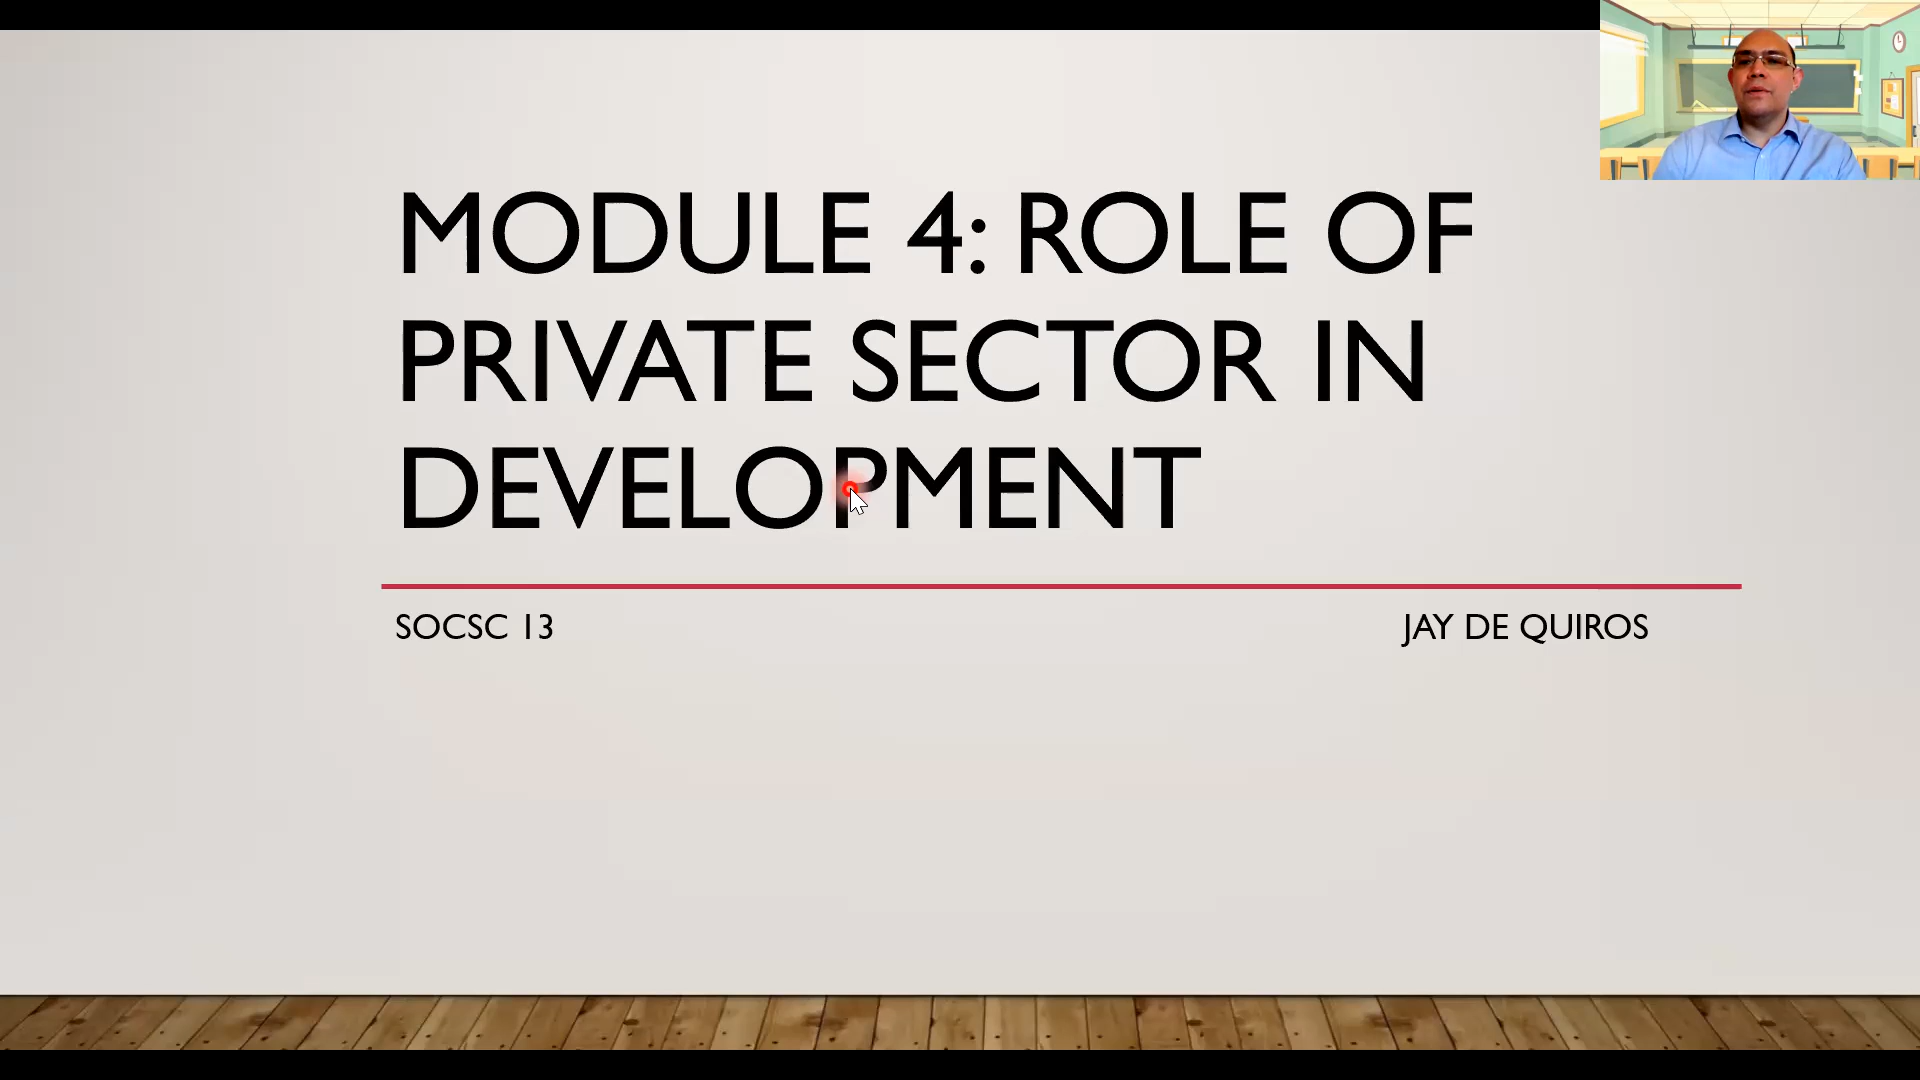 MODULE 4: ROLE OF
PRIVATE SECTOR IN
DEVELOPMENT
SOCSC 13
JAY DE QUIROS